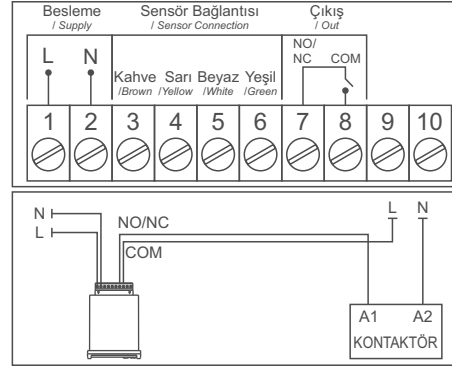 Besleme Sensör Bağlantısı Çıkış
/ Supply / Sensor Connection / Out
L N NO/
NC COM
Kahve Sarı Beyaz Yeşil
/Brown /Yellow /White /Green
1 2 3 4 5 6 7 8 9 10
N L N
L NO/NC
COM
A1 A2
KONTAKTÖR